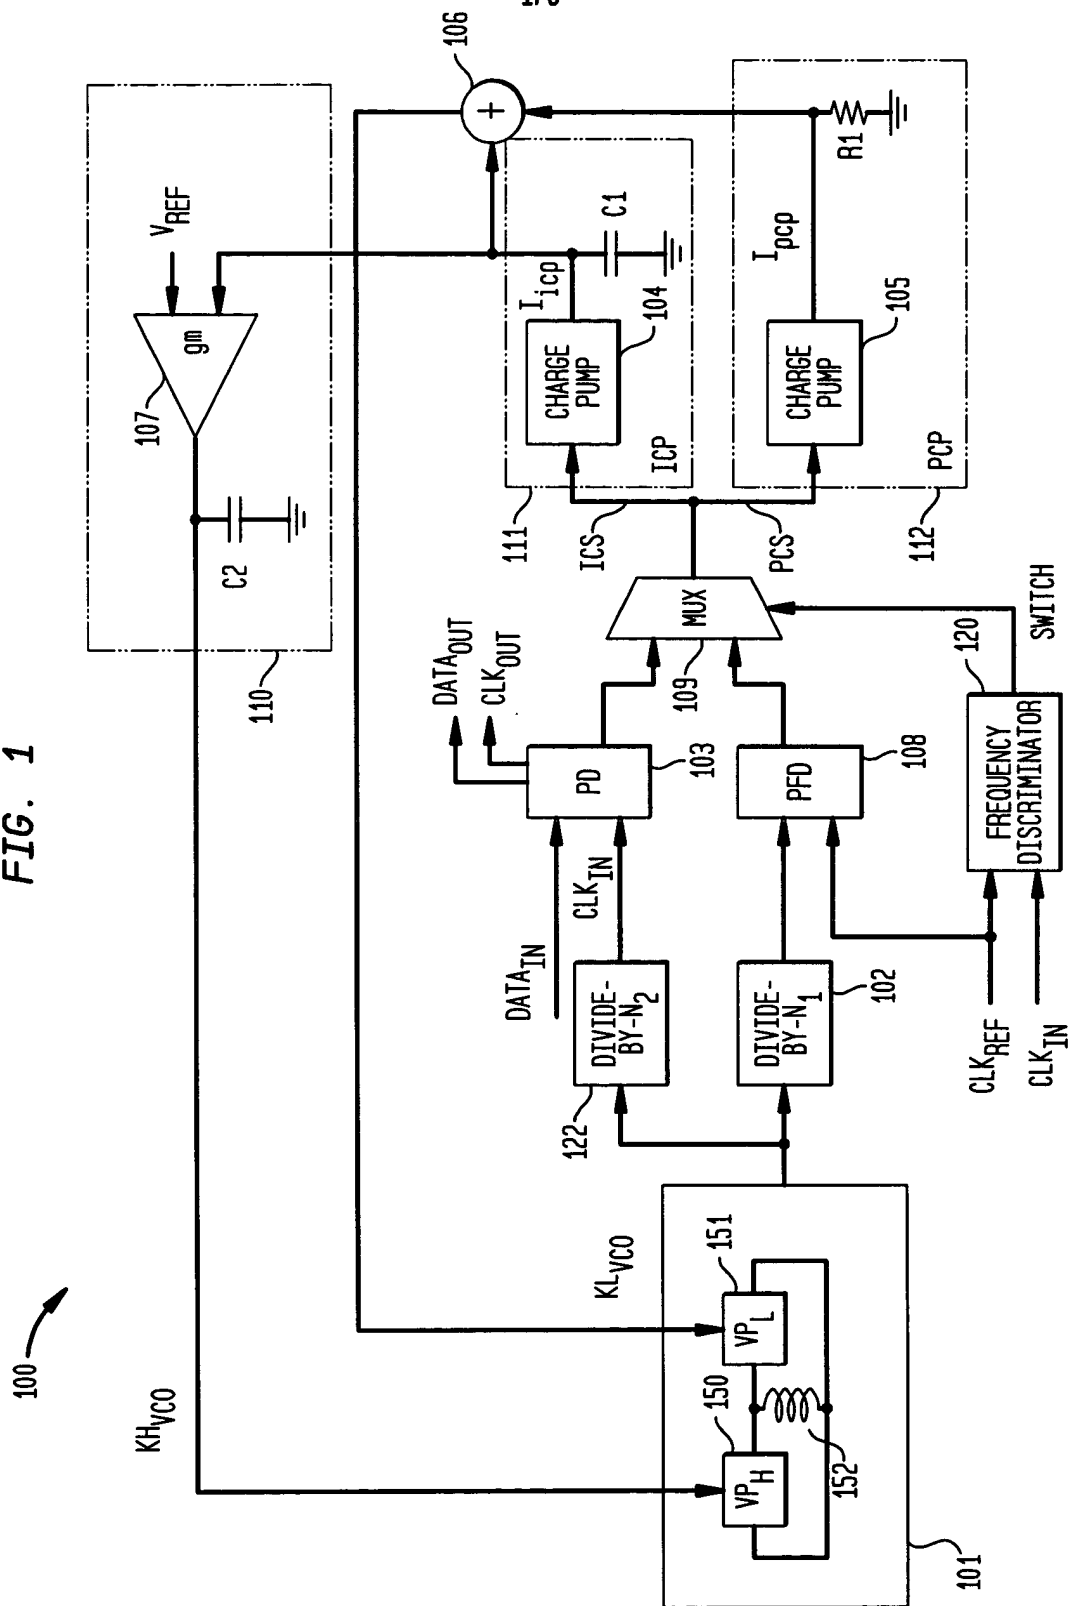 FIG. 1
100
KH_VCO
KL_VCO
110
C2
107
gm
V_REF
106
+
101
150
VP_H
151
VP_L
152
122
DIVIDE-
BY-N_2
102
DIVIDE-
BY-N_1
DATA_IN
CLK_IN
DATA_OUT
CLK_OUT
PD
103
PFD
108
MUX
109
CLK_REF
CLK_IN
FREQUENCY
DISCRIMINATOR
120
SWITCH
ICS
PCS
111
ICP
CHARGE
PUMP
104
I_icp
C1
112
PCP
CHARGE
PUMP
105
I_pcp
R1